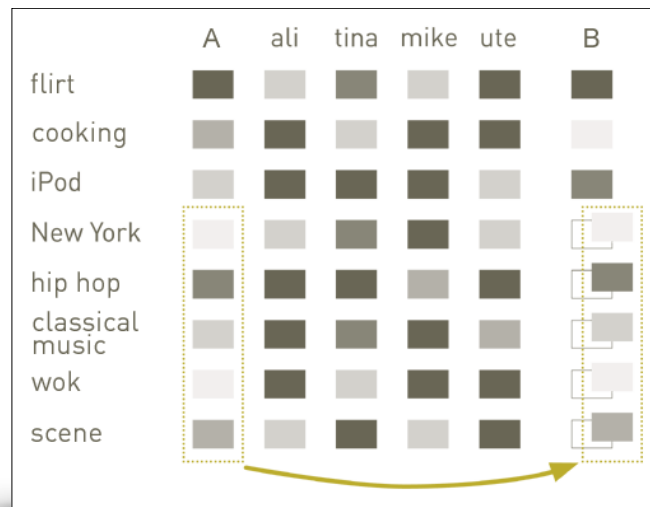 A ali tina mike ute B
flirt
cooking
iPod
New York
hip hop
classical
music
wok
scene